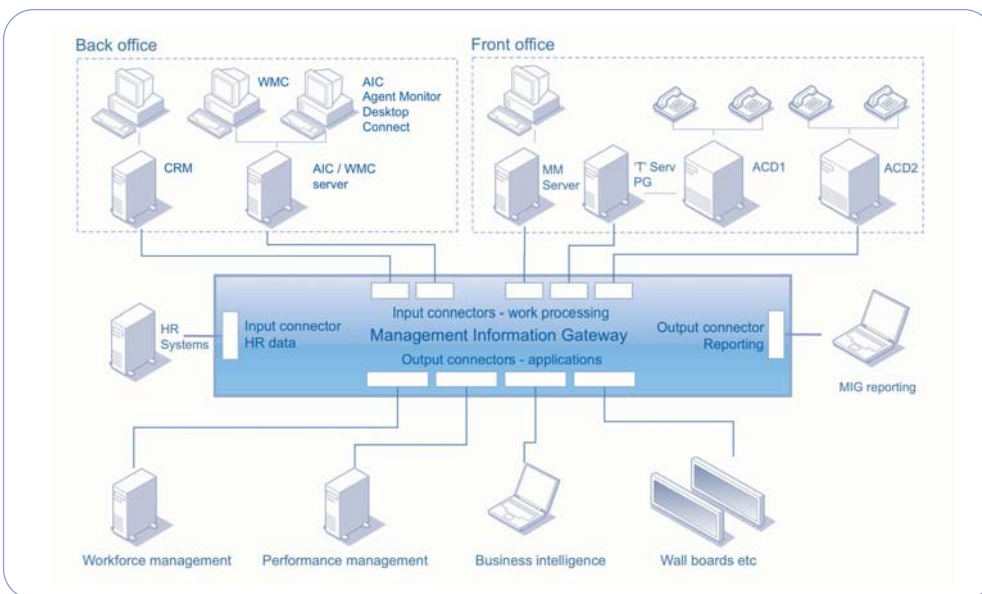 Back office
Front office
WMC
AIC
Agent Monitor
Desktop
Connect
CRM
AIC / WMC
server
MM
Server
'T' Serv
PG
ACD1
ACD2
HR
Systems
Input connector
HR data
Input connectors - work processing
Management Information Gateway
Output connectors - applications
Output connector
Reporting
MIG reporting
Workforce management
Performance management
Business intelligence
Wall boards etc